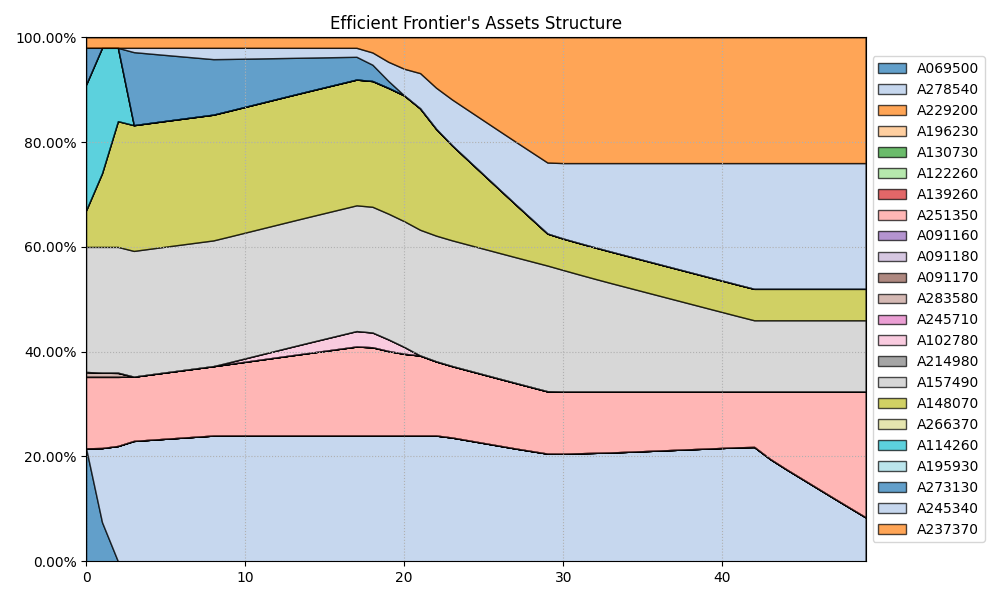 Efficient Frontier's Assets Structure
100.00%
80.00%
60.00%
40.00%
20.00%
0.00%
0
10
20
30
40
A069500
A278540
A229200
A196230
A130730
A122260
A139260
A251350
A091160
A091180
A091170
A283580
A245710
A102780
A214980
A157490
A148070
A266370
A114260
A195930
A273130
A245340
A237370